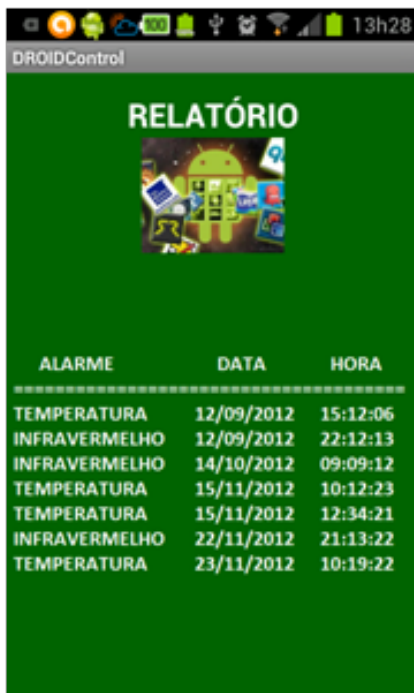 100 13h28
DROIDControl
RELATÓRIO
ALARME DATA HORA
========================================
TEMPERATURA 12/09/2012 15:12:06
INFRAVERMELHO 12/09/2012 22:12:13
INFRAVERMELHO 14/10/2012 09:09:12
TEMPERATURA 15/11/2012 10:12:23
TEMPERATURA 15/11/2012 12:34:21
INFRAVERMELHO 22/11/2012 21:13:22
TEMPERATURA 23/11/2012 10:19:22